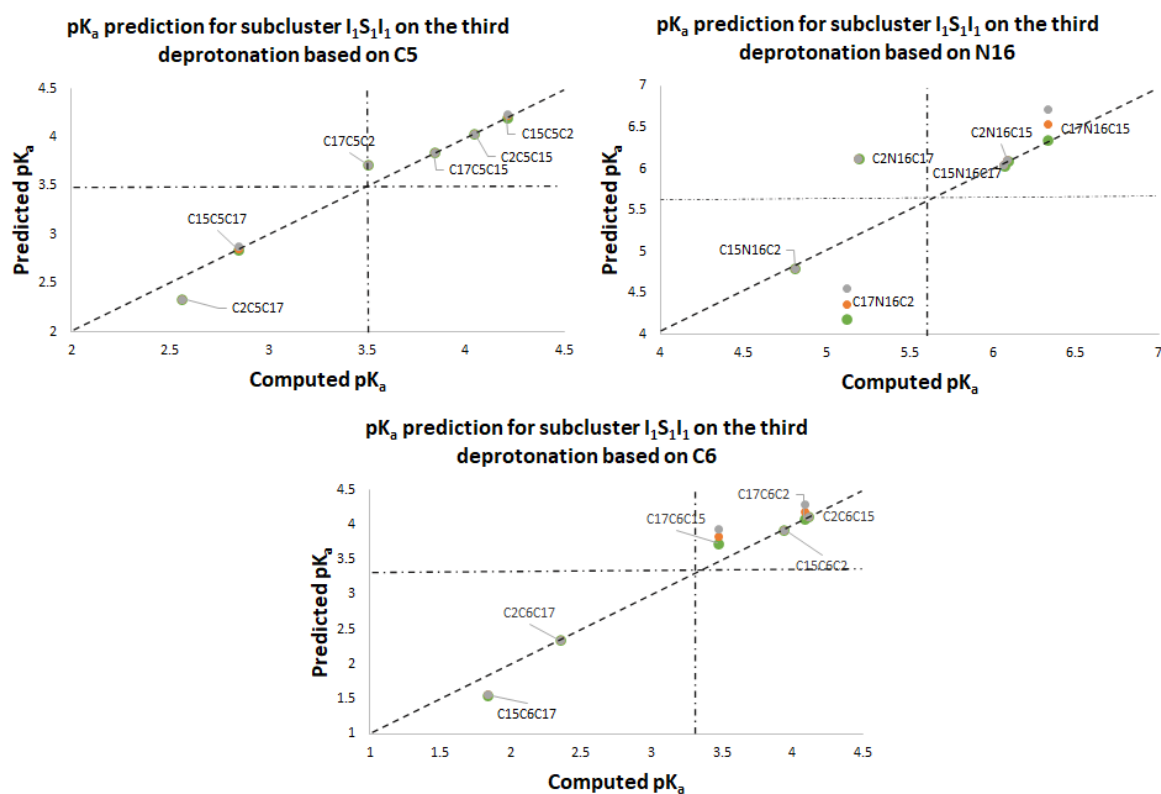 pKₐ prediction for subcluster I₁S₁I₁ on the third
deprotonation based on C5
4.5
4
3.5
3
2.5
2
Predicted pKₐ
C17C5C2
C15C5C2
C2C5C15
C17C5C15
C15C5C17
C2C5C17
2 2.5 3 3.5 4 4.5
Computed pKₐ
pKₐ prediction for subcluster I₁S₁I₁ on the third
deprotonation based on N16
7
6.5
6
5.5
5
4.5
4
Predicted pKₐ
C2N16C15
C17N16C15
C2N16C17
C15N16C17
C15N16C2
C17N16C2
4 4.5 5 5.5 6 6.5 7
Computed pKₐ
pKₐ prediction for subcluster I₁S₁I₁ on the third
deprotonation based on C6
4.5
4
3.5
3
2.5
2
1.5
1
Predicted pKₐ
C17C6C2
C17C6C15
C2C6C15
C15C6C2
C2C6C17
C15C6C17
1 1.5 2 2.5 3 3.5 4 4.5
Computed pKₐ